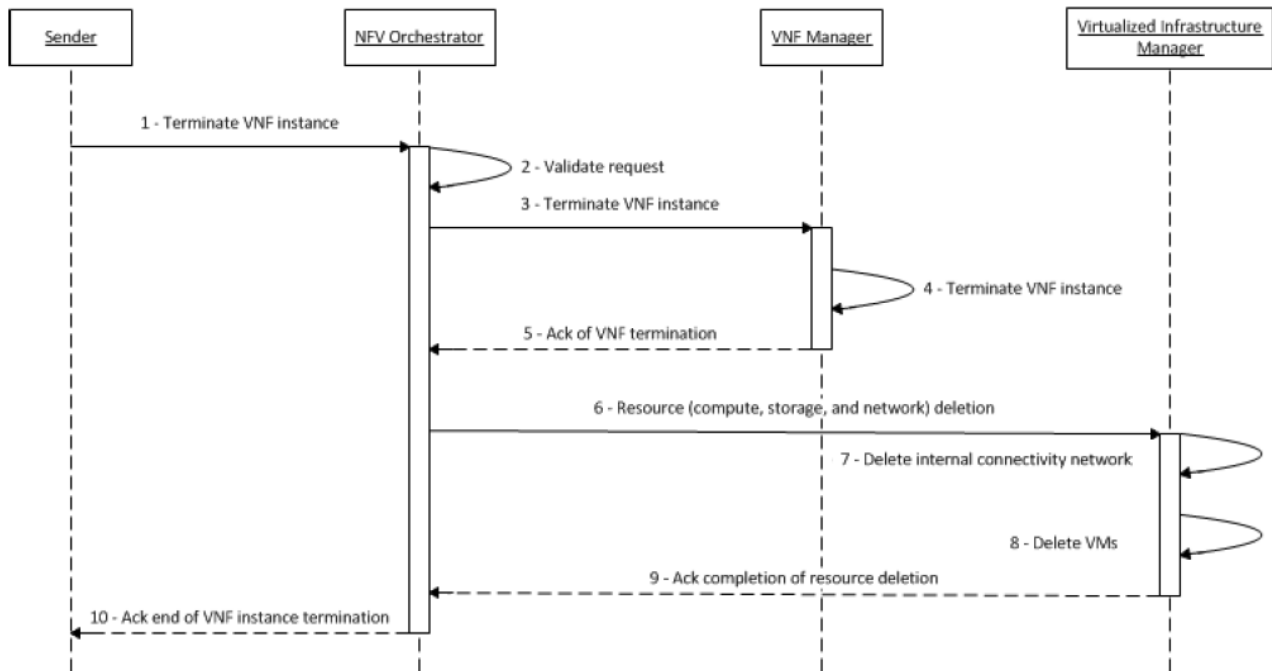 Sender
NFV Orchestrator
VNF Manager
Virtualized Infrastructure
Manager
1 - Terminate VNF instance
2 - Validate request
3 - Terminate VNF instance
4 - Terminate VNF instance
5 - Ack of VNF termination
6 - Resource (compute, storage, and network) deletion
7 - Delete internal connectivity network
8 - Delete VMs
9 - Ack completion of resource deletion
10 - Ack end of VNF instance termination